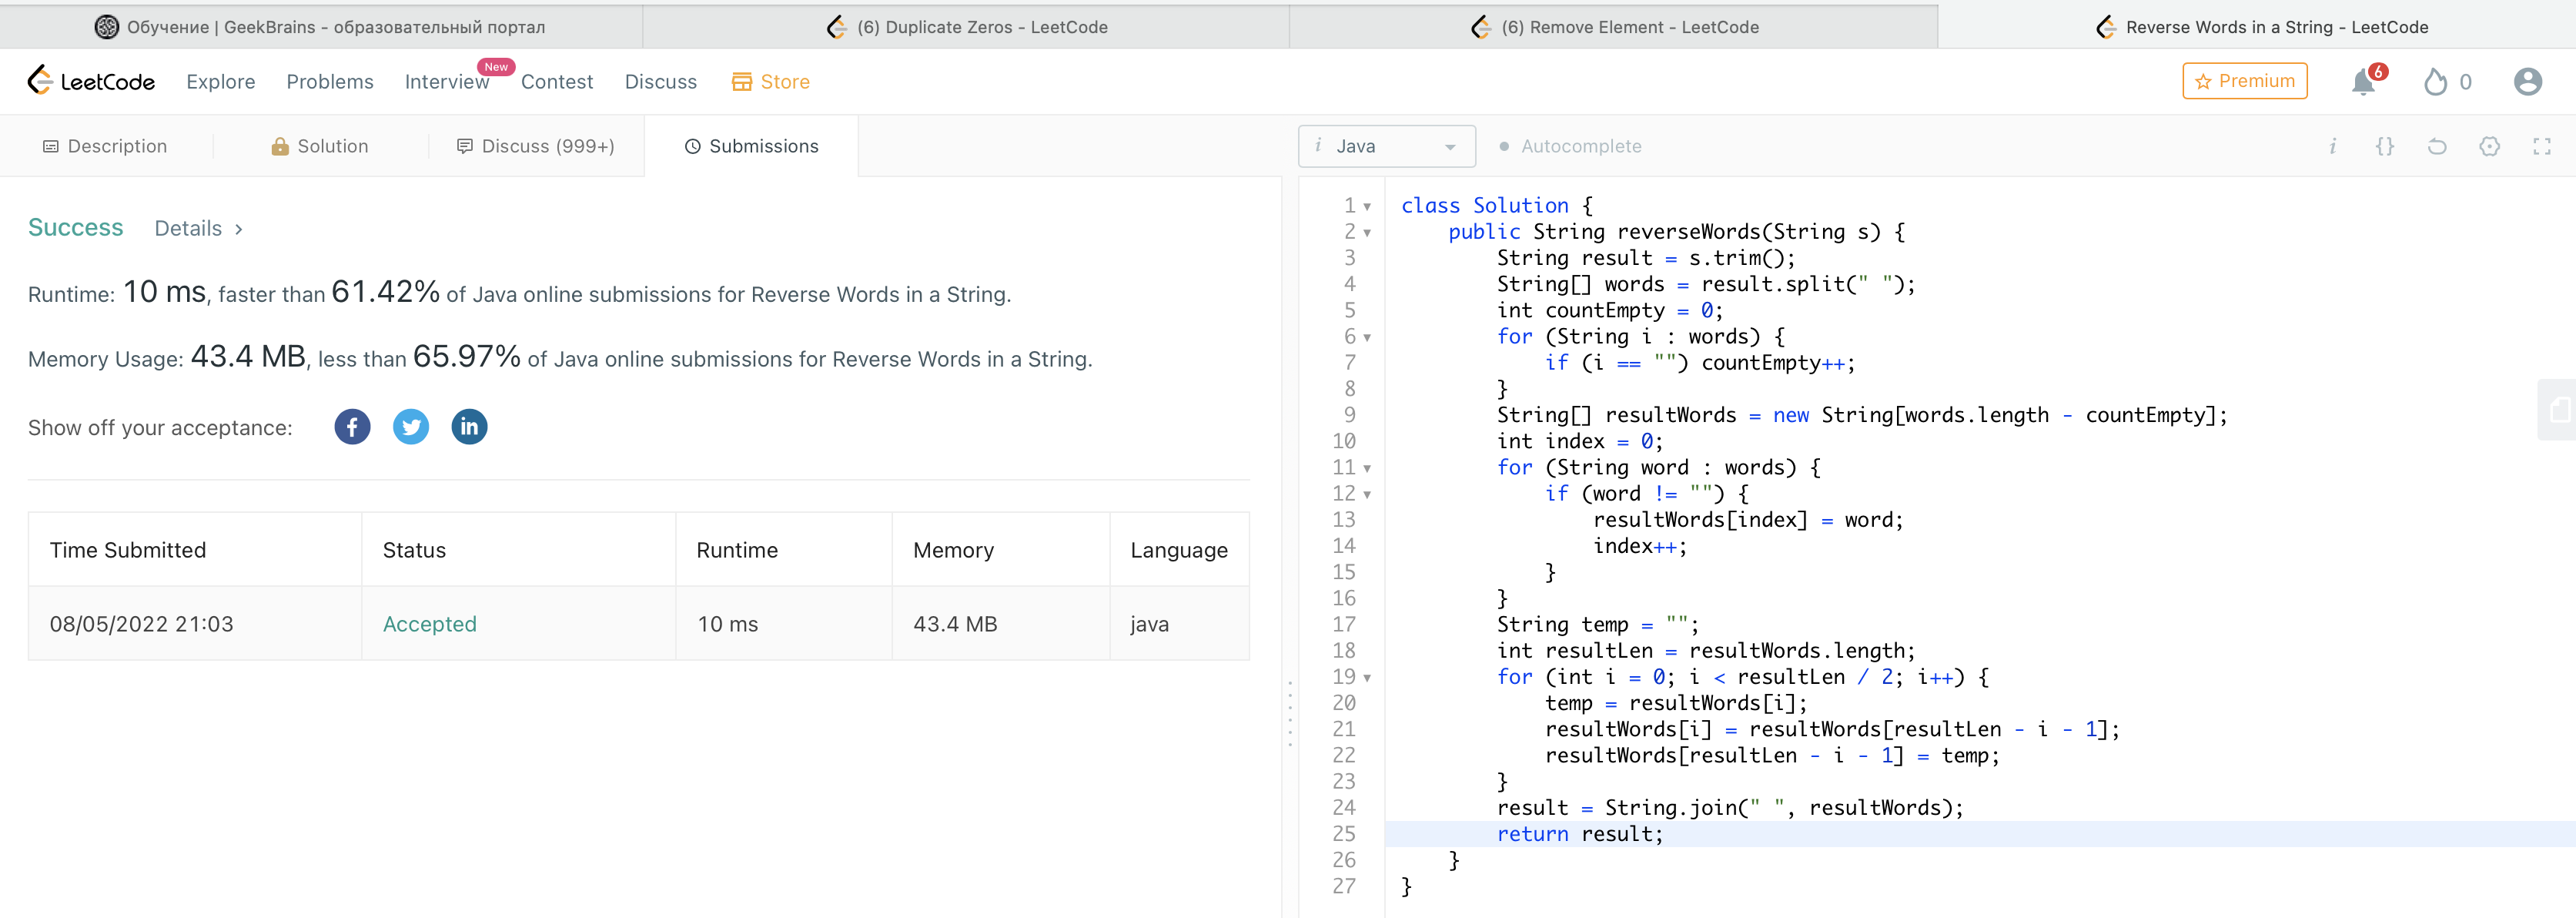 Обучение | GeekBrains - образовательный портал
(6) Duplicate Zeros - LeetCode
(6) Remove Element - LeetCode
Reverse Words in a String - LeetCode
LeetCode Explore Problems Interview New Contest Discuss Store
Premium 6 0
Description Solution Discuss (999+) Submissions
i Java Autocomplete i {}
Success Details >
Runtime: 10 ms, faster than 61.42% of Java online submissions for Reverse Words in a String.
Memory Usage: 43.4 MB, less than 65.97% of Java online submissions for Reverse Words in a String.
Show off your acceptance: f in
Time Submitted Status Runtime Memory Language
08/05/2022 21:03 Accepted 10 ms 43.4 MB java
1 class Solution {
2     public String reverseWords(String s) {
3         String result = s.trim();
4         String[] words = result.split(" ");
5         int countEmpty = 0;
6         for (String i : words) {
7             if (i == "") countEmpty++;
8         }
9         String[] resultWords = new String[words.length - countEmpty];
10         int index = 0;
11         for (String word : words) {
12             if (word != "") {
13                 resultWords[index] = word;
14                 index++;
15             }
16         }
17         String temp = "";
18         int resultLen = resultWords.length;
19         for (int i = 0; i < resultLen / 2; i++) {
20             temp = resultWords[i];
21             resultWords[i] = resultWords[resultLen - i - 1];
22             resultWords[resultLen - i - 1] = temp;
23         }
24         result = String.join(" ", resultWords);
25         return result;
26     }
27 }